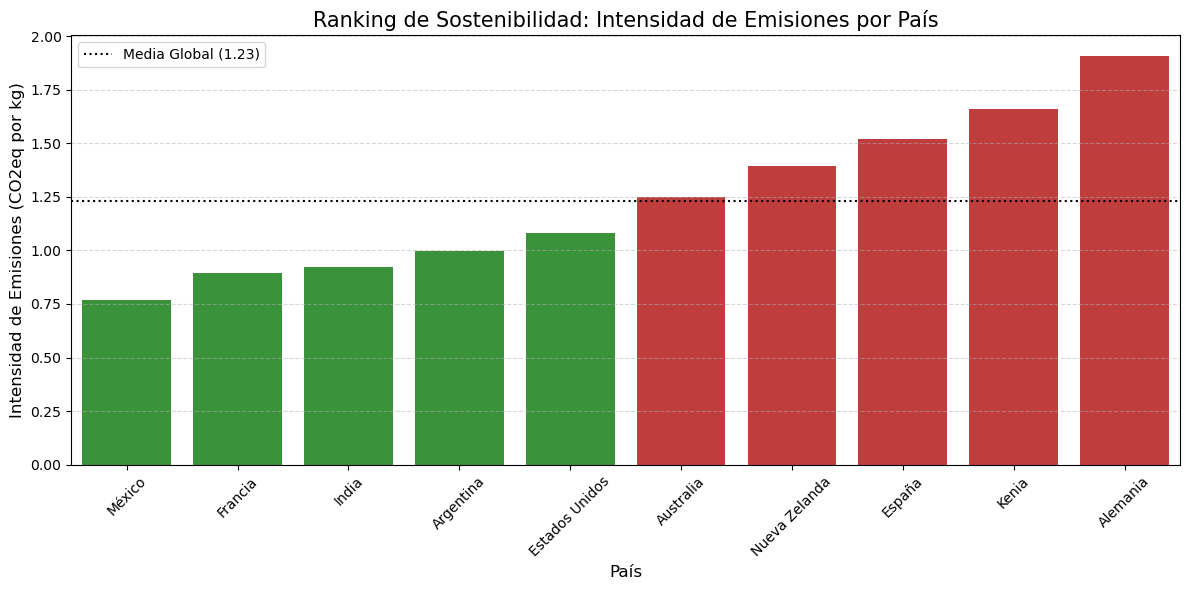 Ranking de Sostenibilidad: Intensidad de Emisiones por País
Media Global (1.23)
Intensidad de Emisiones (CO2eq por kg)
2.00
1.75
1.50
1.25
1.00
0.75
0.50
0.25
0.00
México
Francia
India
Argentina
Estados Unidos
Australia
Nueva Zelanda
España
Kenia
Alemania
País